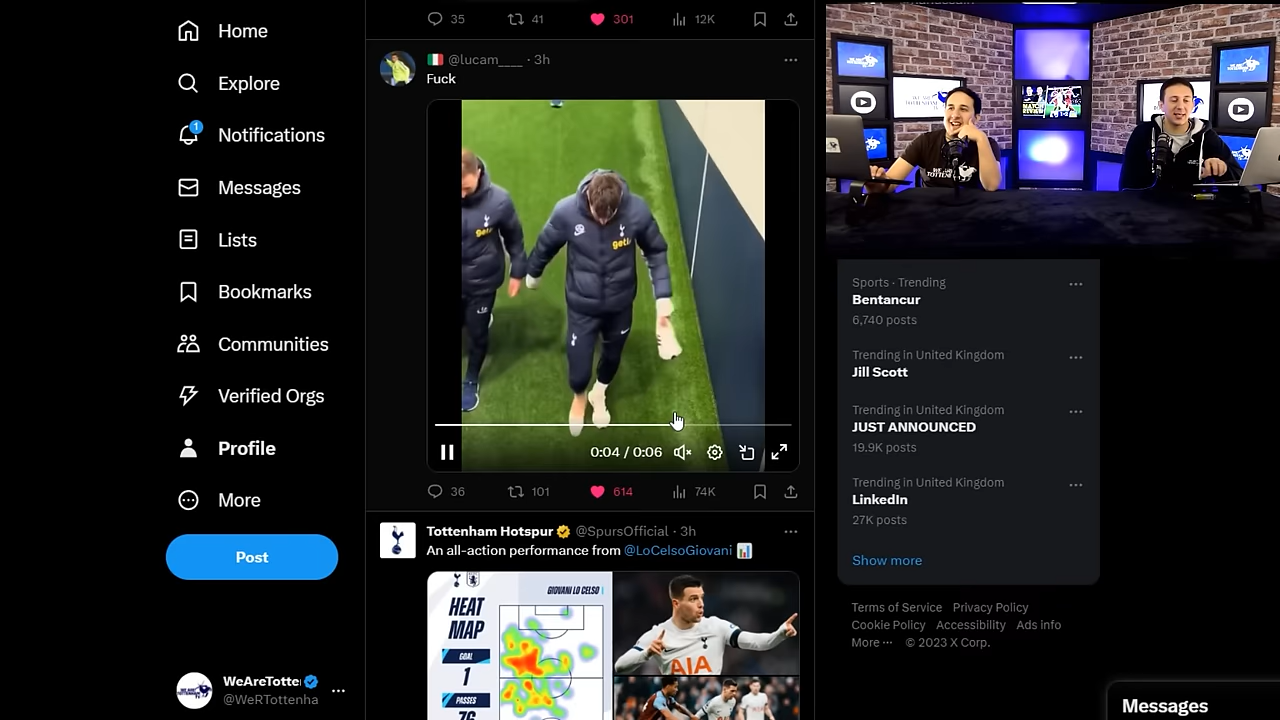 Home
Explore
1
Notifications
Messages
Lists
Bookmarks
Communities
Verified Orgs
Profile
More
Post
WeAreTotte
@WeRTottenha
35
41
301
12K
@lucam____ · 3h
Fuck
0:04 / 0:06
36
101
614
74K
Tottenham Hotspur @SpursOfficial · 3h
An all-action performance from @LoCelsoGiovani
GIOVANI LO CELSO
HEAT
MAP
GOAL
1
PASSES
76
AIA
Sports · Trending
Bentancur
6,740 posts
Trending in United Kingdom
Jill Scott
Trending in United Kingdom
JUST ANNOUNCED
19.9K posts
Trending in United Kingdom
LinkedIn
27K posts
Show more
Terms of Service Privacy Policy
Cookie Policy Accessibility Ads info
More ··· © 2023 X Corp.
Messages